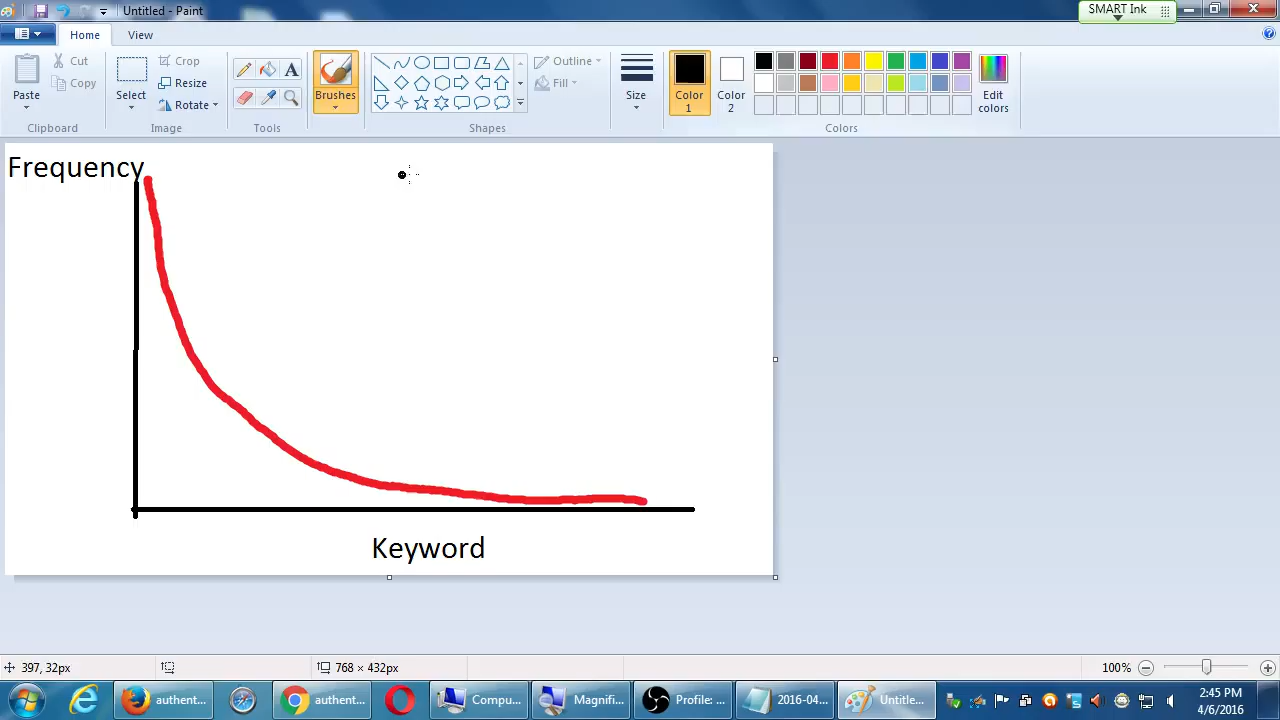 Untitled - Paint
SMART Ink
Home
View
Paste
Cut
Copy
Clipboard
Select
Crop
Resize
Rotate
Image
A
Tools
Brushes
Outline
Fill
Shapes
Size
Color 1
Color 2
Edit colors
Colors
Frequency
Keyword
397, 32px
768 × 432px
100%
authent...
authent...
Compu...
Magnifi...
Profile: ...
2016-04...
Untitle...
2:45 PM
4/6/2016